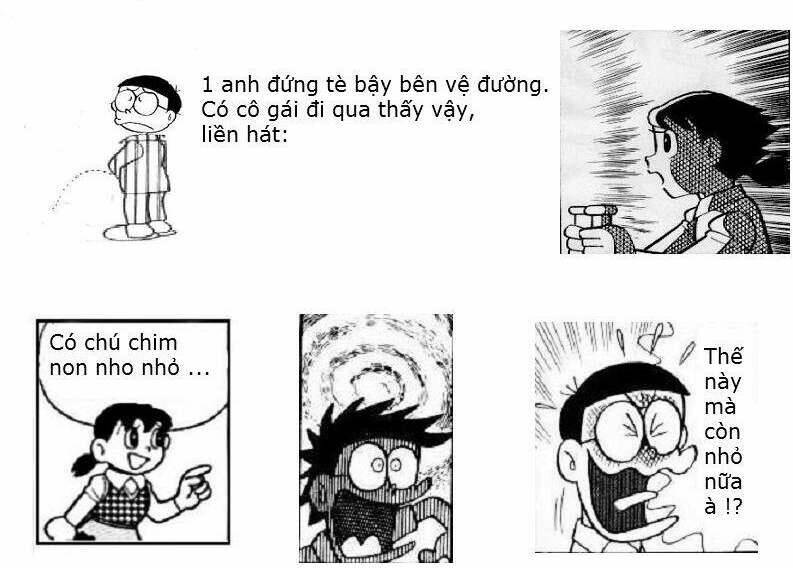 1 anh đứng tè bậy bên vệ đường.
Có cô gái đi qua thấy vậy,
liền hát:
Có chú chim
non nho nhỏ ...
Thế
này
mà
còn
nhỏ
nữa
à !?